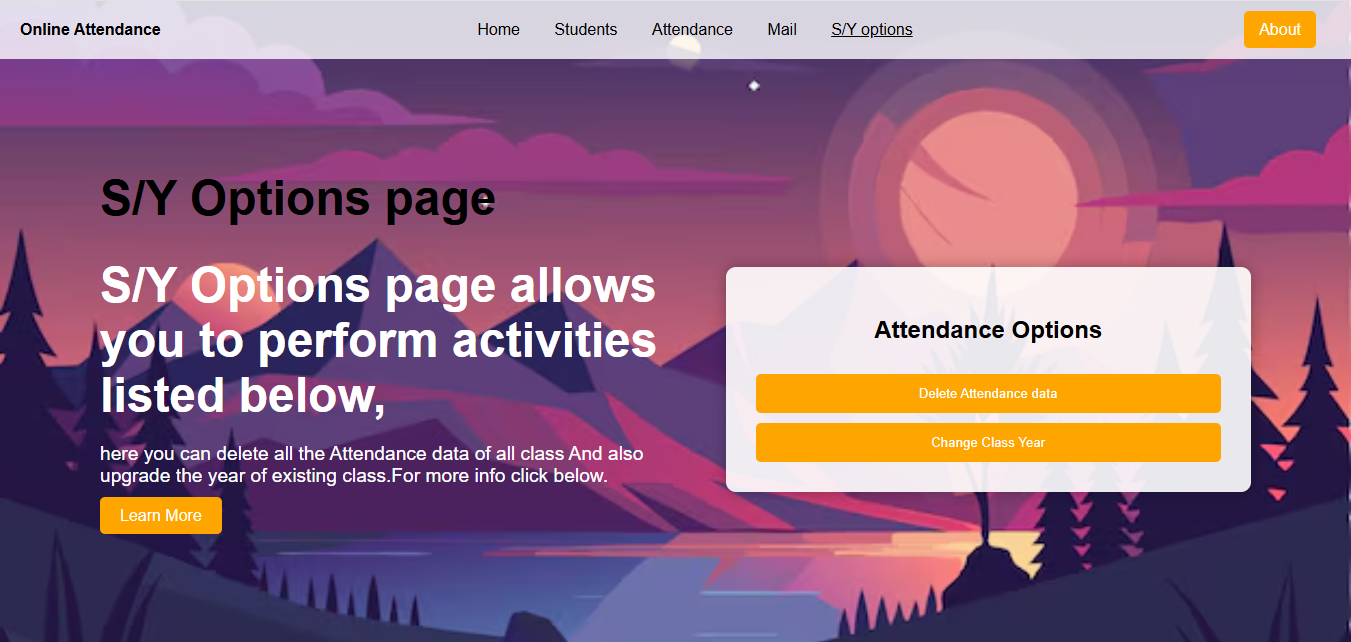 Online Attendance Home Students Attendance Mail S/Y options About
S/Y Options page
S/Y Options page allows
you to perform activities
listed below,
here you can delete all the Attendance data of all class And also
upgrade the year of existing class.For more info click below.
Learn More
Attendance Options
Delete Attendance data
Change Class Year